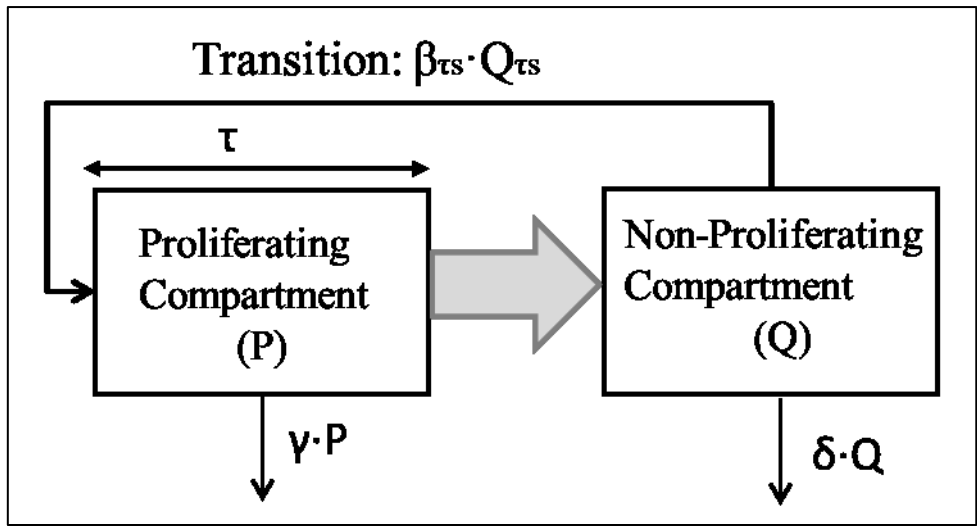 Transition: βτs·Qτs
τ
Proliferating
Compartment
(P)
Non-Proliferating
Compartment
(Q)
γ·P
δ·Q